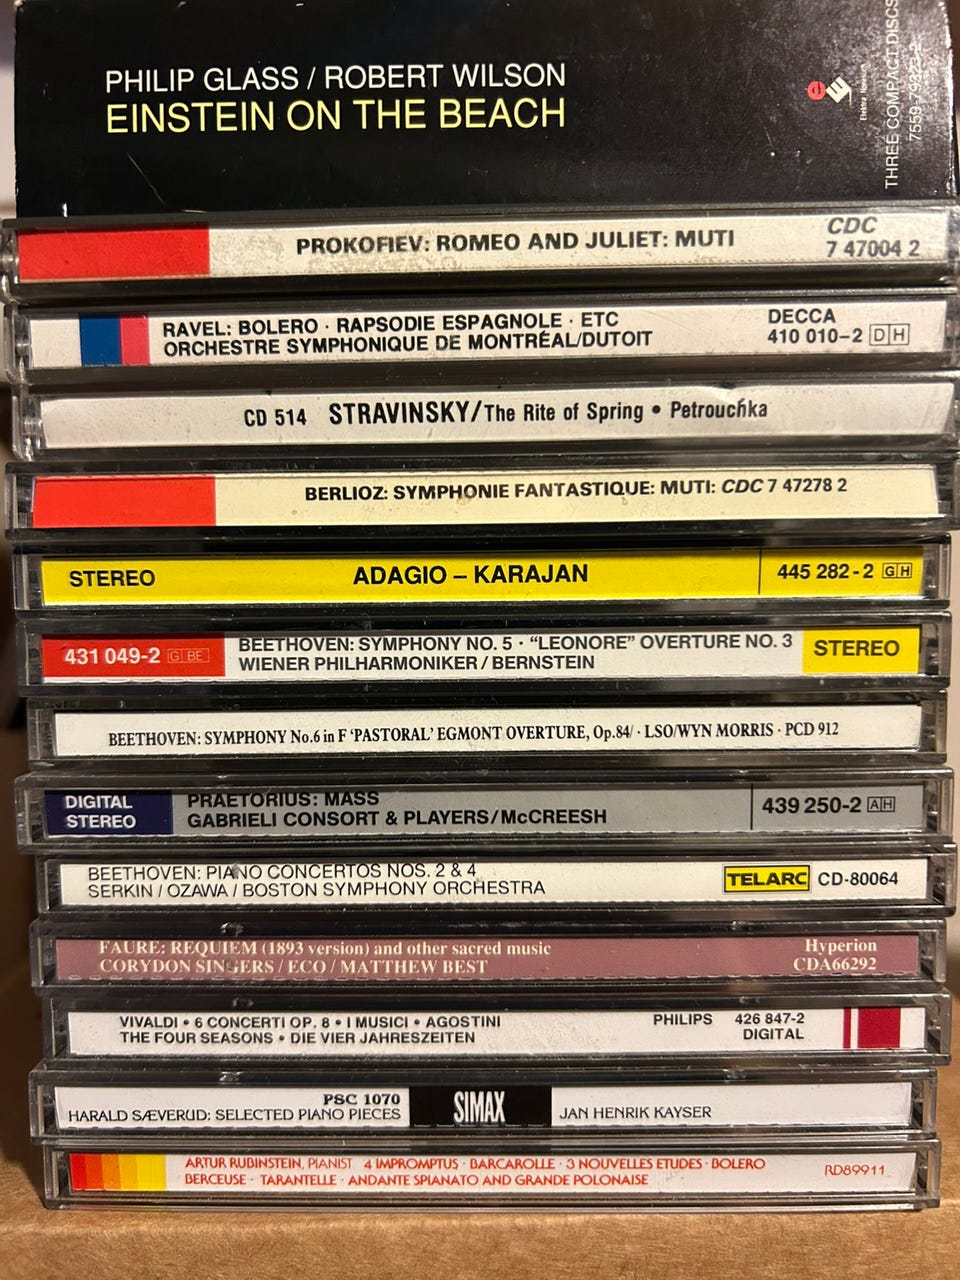 PHILIP GLASS / ROBERT WILSON
EINSTEIN ON THE BEACH
ew
Elektra Nonesuch
THREE COMPACT DISCS
PROKOFIEV: ROMEO AND JULIET: MUTI
CDC
7 47004 2
RAVEL: BOLERO · RAPSODIE ESPAGNOLE · ETC
ORCHESTRE SYMPHONIQUE DE MONTRÉAL/DUTOIT
DECCA
410 010-2 DH
CD 514 STRAVINSKY/The Rite of Spring • Petrouchka
BERLIOZ: SYMPHONIE FANTASTIQUE: MUTI: CDC 7 47278 2
STEREO
ADAGIO – KARAJAN
445 282-2 GH
431 049-2 GBE
BEETHOVEN: SYMPHONY NO. 5 · “LEONORE” OVERTURE NO. 3
WIENER PHILHARMONIKER / BERNSTEIN
STEREO
BEETHOVEN: SYMPHONY No.6 in F ‘PASTORAL’ EGMONT OVERTURE, Op.84/ · LSO/WYN MORRIS · PCD 912
DIGITAL
STEREO
PRAETORIUS: MASS
GABRIELI CONSORT & PLAYERS/McCREESH
439 250-2 AH
BEETHOVEN: PIANO CONCERTOS NOS. 2 & 4
SERKIN / OZAWA / BOSTON SYMPHONY ORCHESTRA
TELARC CD-80064
FAURE: REQUIEM (1893 version) and other sacred music
CORYDON SINGERS / ECO / MATTHEW BEST
Hyperion
CDA66292
VIVALDI • 6 CONCERTI OP. 8 • I MUSICI • AGOSTINI
THE FOUR SEASONS • DIE VIER JAHRESZEITEN
PHILIPS 426 847-2
DIGITAL
PSC 1070
HARALD SÆVERUD: SELECTED PIANO PIECES
SIMAX
JAN HENRIK KAYSER
ARTUR RUBINSTEIN, PIANIST 4 IMPROMPTUS · BARCAROLLE · 3 NOUVELLES ETUDES · BOLERO
BERCEUSE · TARANTELLE · ANDANTE SPIANATO AND GRANDE POLONAISE
RD89911